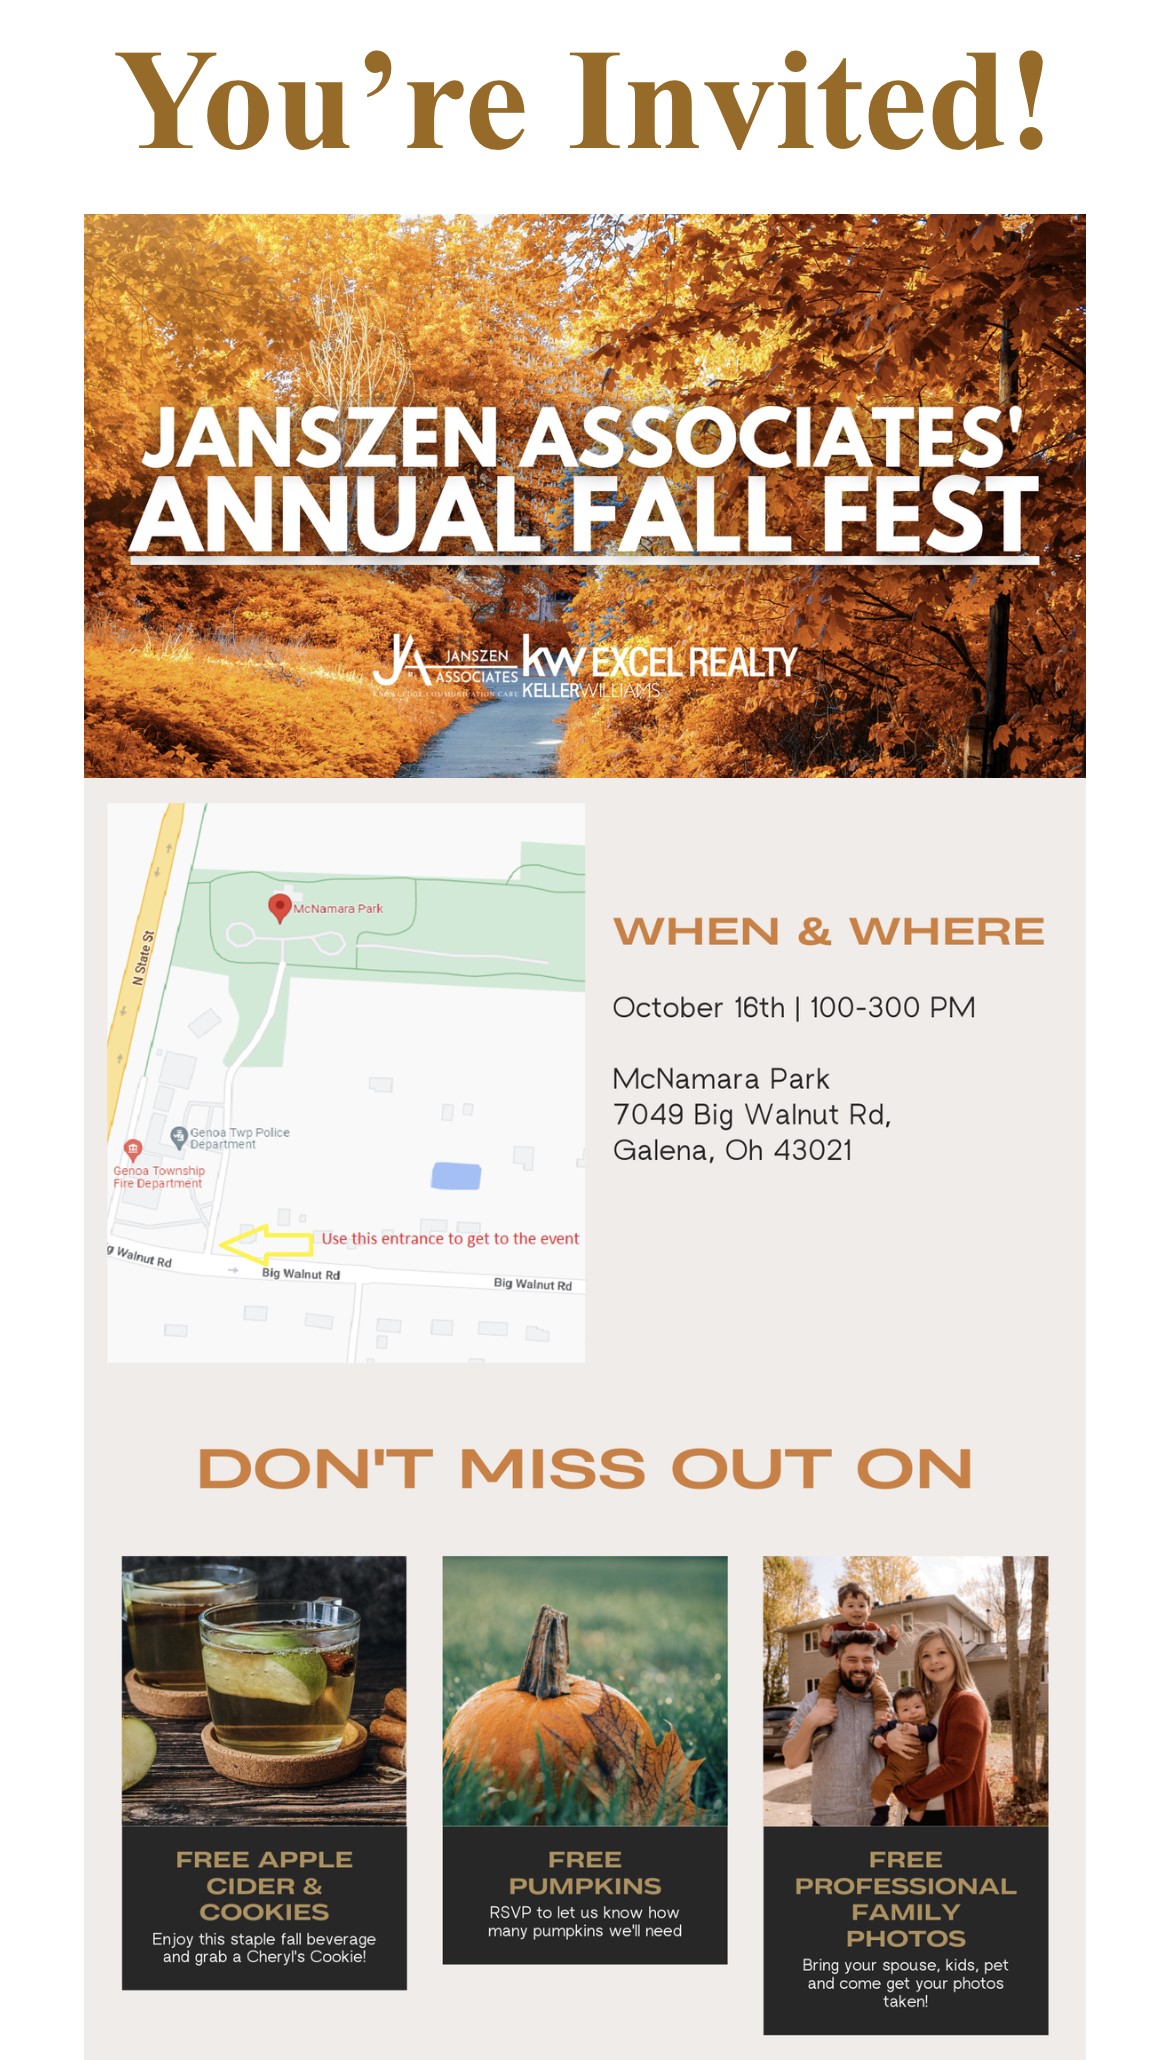 You’re Invited!
JANSZEN ASSOCIATES'
ANNUAL FALL FEST
JA JANSZEN
ASSOCIATES
KNOWLEDGE.COMMUNICATION.CARE
kw EXCEL REALTY
KELLERWILLIAMS
McNamara Park
N State St
Genoa Twp Police
Department
Genoa Township
Fire Department
Use this entrance to get to the event
g Walnut Rd
Big Walnut Rd
Big Walnut Rd
WHEN & WHERE
October 16th | 100-300 PM
McNamara Park
7049 Big Walnut Rd,
Galena, Oh 43021
DON'T MISS OUT ON
FREE APPLE
CIDER &
COOKIES
Enjoy this staple fall beverage
and grab a Cheryl's Cookie!
FREE
PUMPKINS
RSVP to let us know how
many pumpkins we'll need
FREE
PROFESSIONAL
FAMILY
PHOTOS
Bring your spouse, kids, pet
and come get your photos
taken!